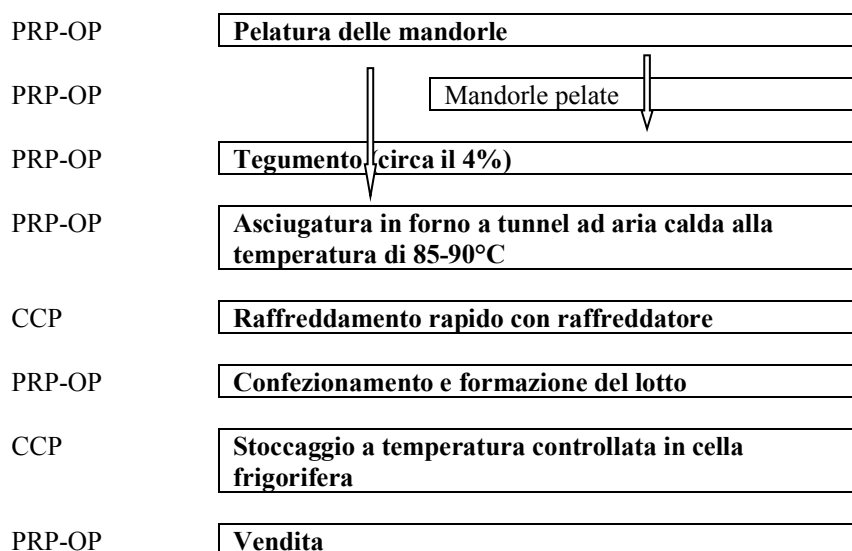 PRP-OP Pelatura delle mandorle
PRP-OP Mandorle pelate
PRP-OP Tegumento (circa il 4%)
PRP-OP Asciugatura in forno a tunnel ad aria calda alla
temperatura di 85-90°C
CCP Raffreddamento rapido con raffreddatore
PRP-OP Confezionamento e formazione del lotto
CCP Stoccaggio a temperatura controllata in cella
frigorifera
PRP-OP Vendita